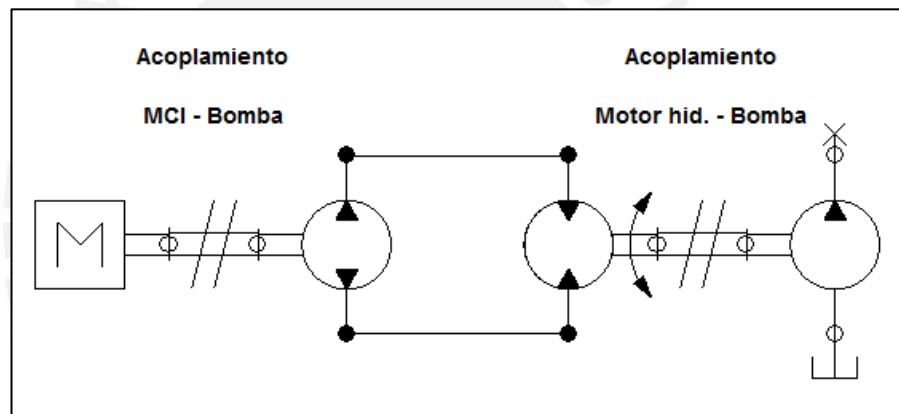 Acoplamiento
MCI - Bomba
Acoplamiento
Motor hid. - Bomba
M